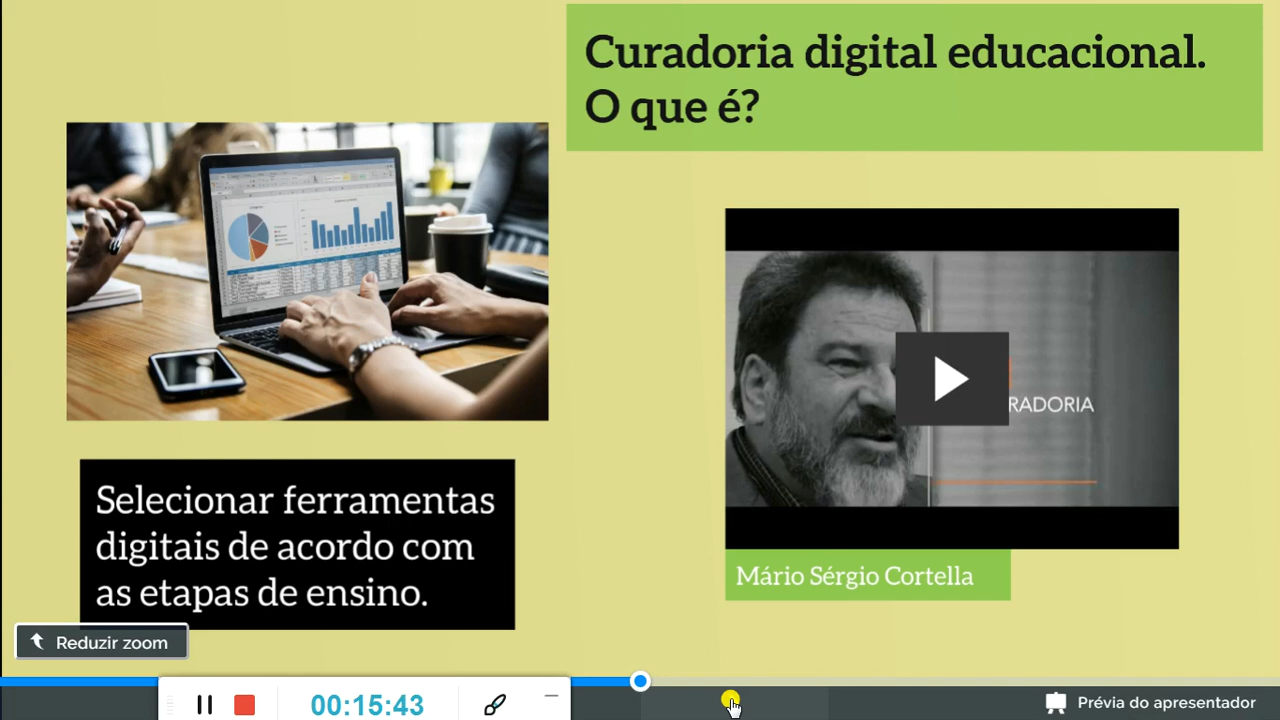 Curadoria digital educacional.
O que é?
RADORIA
Selecionar ferramentas
digitais de acordo com
as etapas de ensino.
Mário Sérgio Cortella
Reduzir zoom
00:15:43
Prévia do apresentador